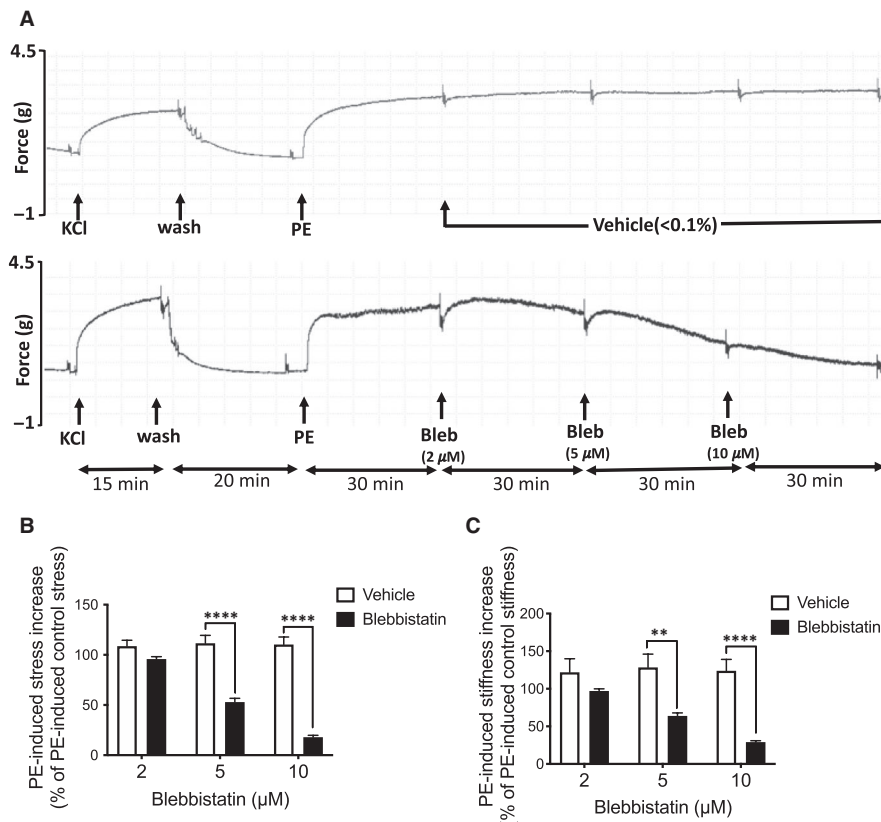 A
4.5
Force (g)
–1
KCl wash PE Vehicle(<0.1%)
4.5
Force (g)
–1
KCl wash PE Bleb Bleb Bleb
(2 µM) (5 µM) (10 µM)
15 min 20 min 30 min 30 min 30 min 30 min
B
PE-induced stress increase
(% of PE-induced control stress)
150
100
50
0
Vehicle
Blebbistatin
**** ****
2 5 10
Blebbistatin (µM)
C
PE-induced stiffness increase
% of PE-induced control stiffness)
200
150
100
50
0
Vehicle
Blebbistatin
** ****
2 5 10
Blebbistatin (µM)